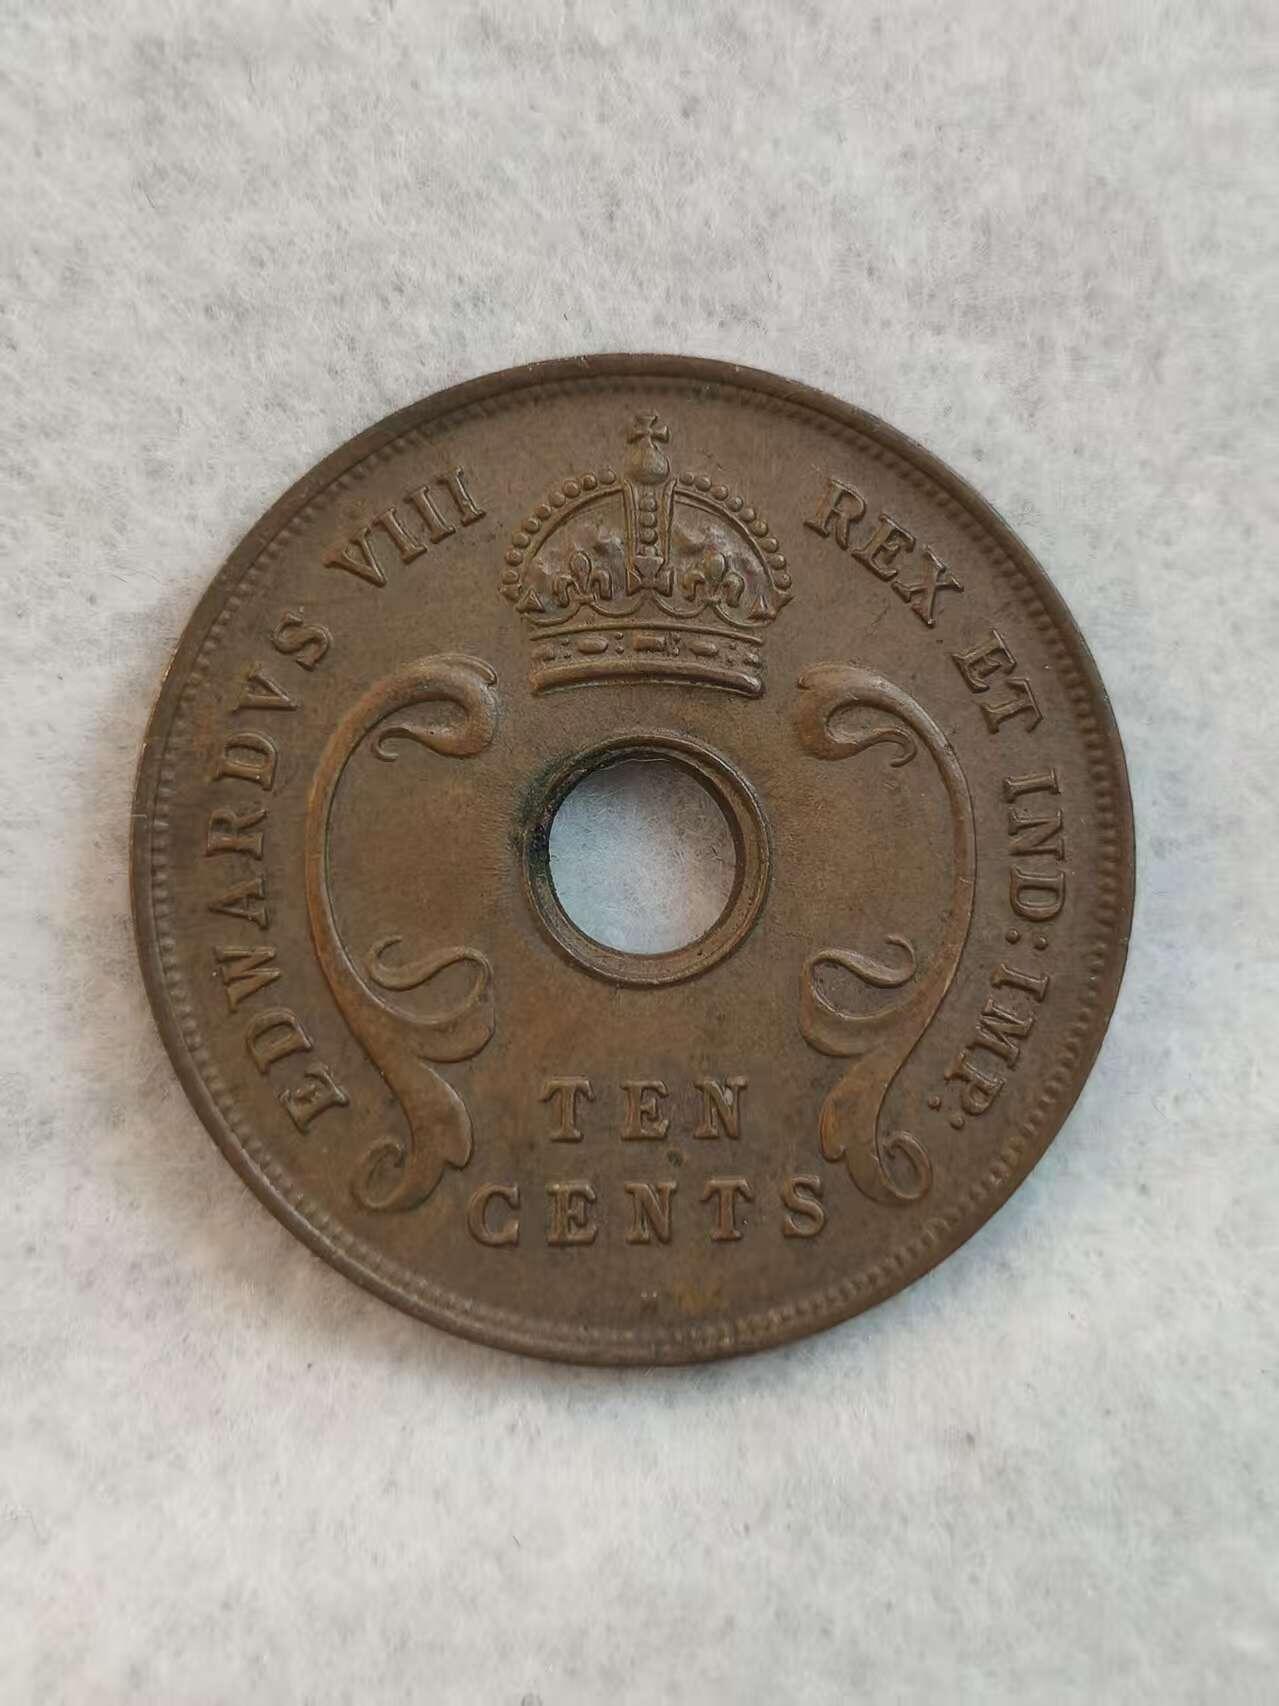 EDWARDVS VIII REX ET IND: IMP:
TEN
CENTS